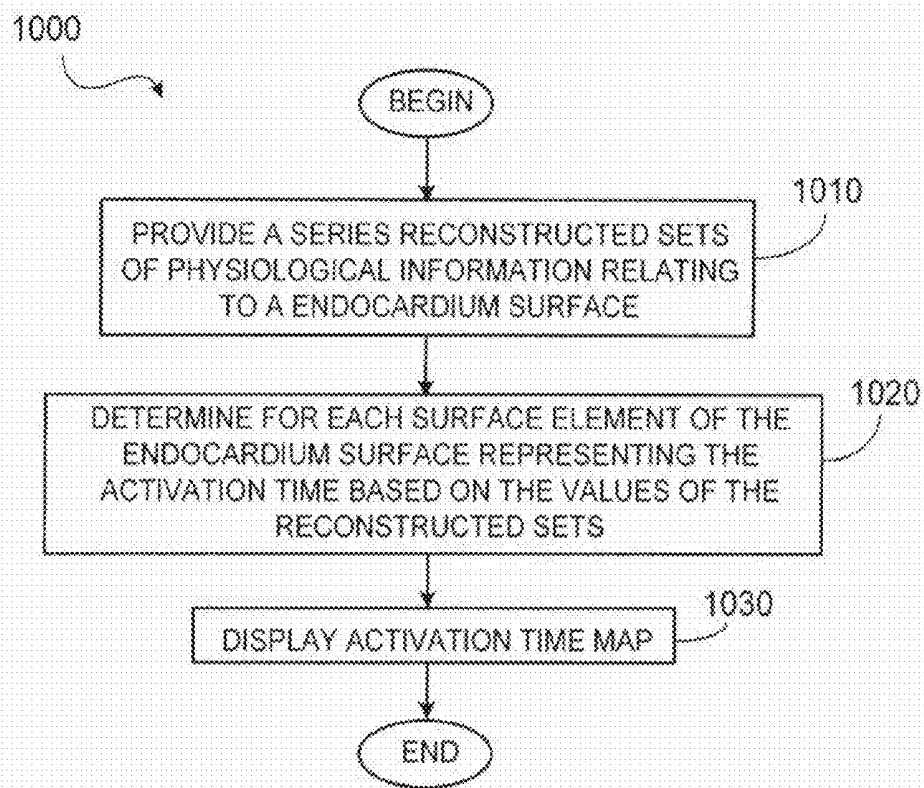 1000
BEGIN
1010
PROVIDE A SERIES RECONSTRUCTED SETS
OF PHYSIOLOGICAL INFORMATION RELATING
TO A ENDOCARDIUM SURFACE
1020
DETERMINE FOR EACH SURFACE ELEMENT OF THE
ENDOCARDIUM SURFACE REPRESENTING THE
ACTIVATION TIME BASED ON THE VALUES OF THE
RECONSTRUCTED SETS
1030
DISPLAY ACTIVATION TIME MAP
END